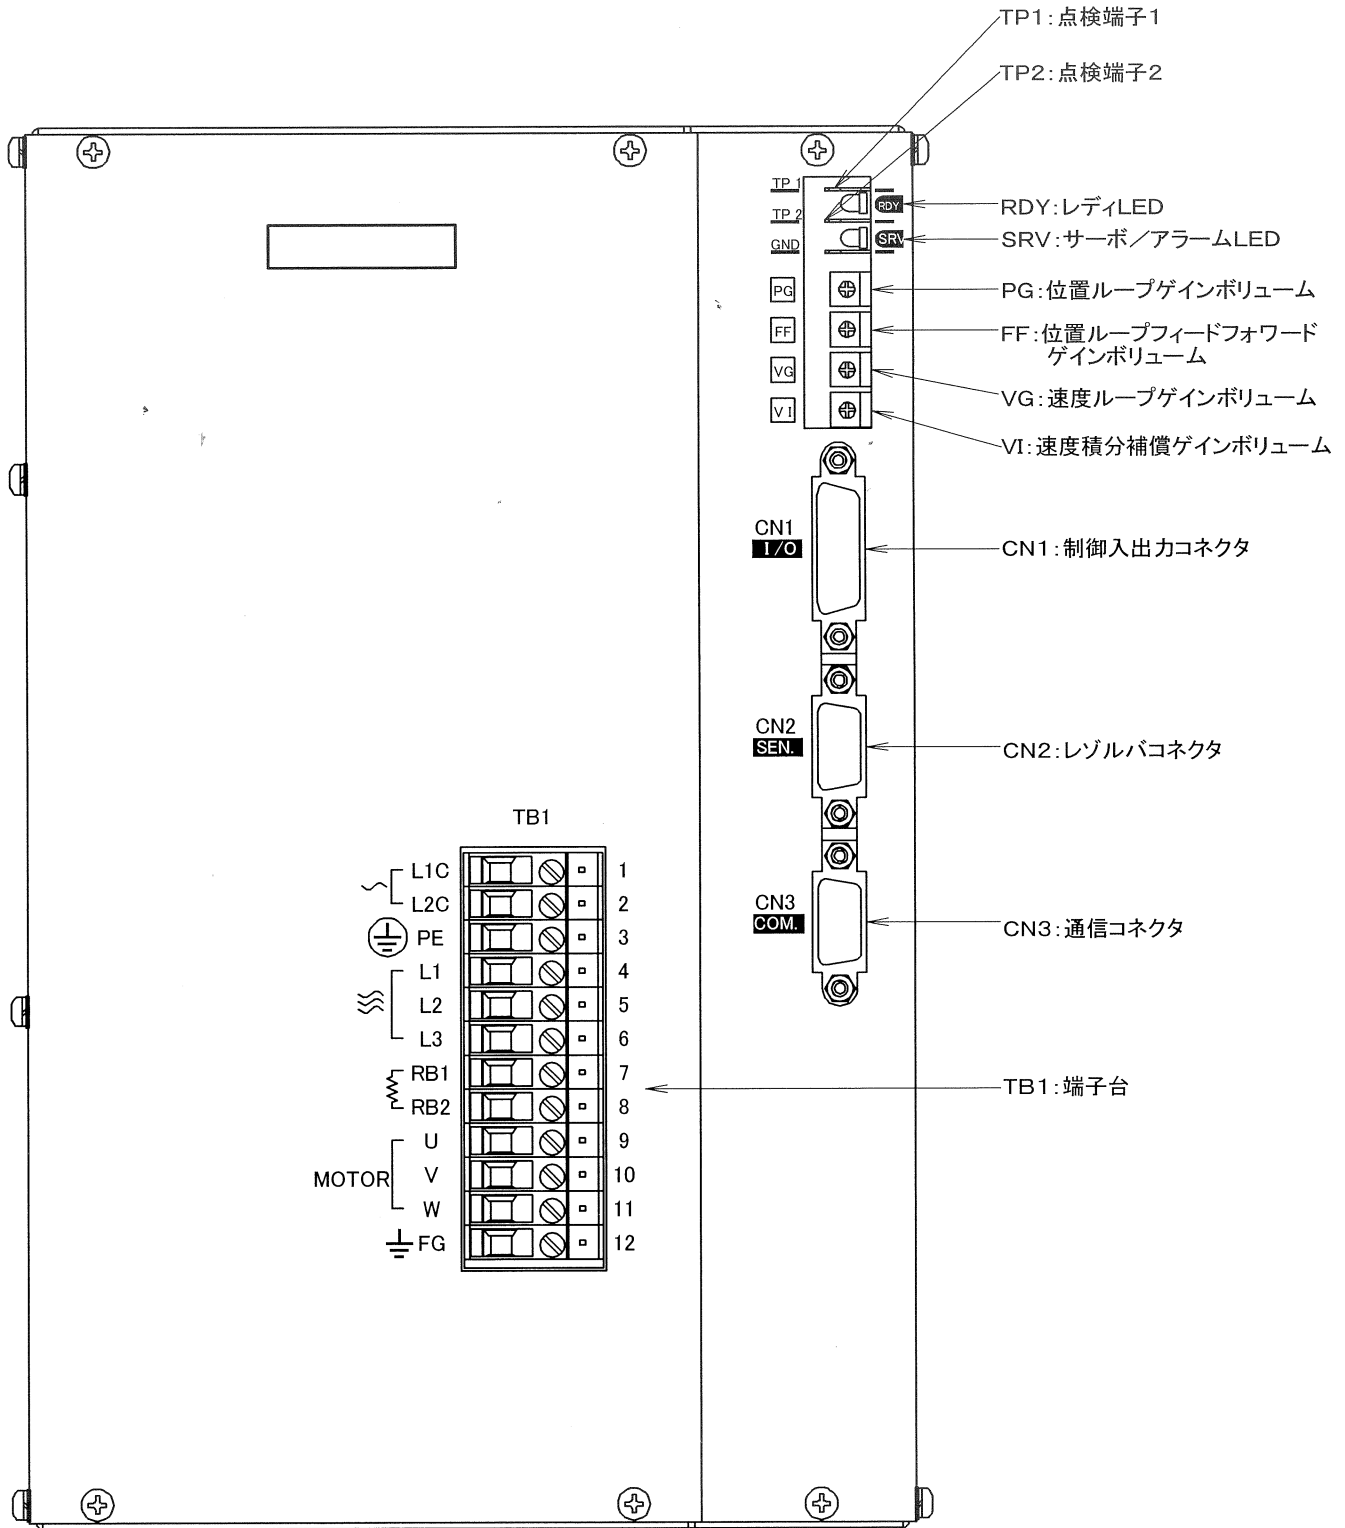 TP1:点検端子1
TP2:点検端子2
TP 1
TP 2
GND
RDY
SRV
RDY:レディLED
SRV:サーボ/アラームLED
PG
PG:位置ループゲインボリューム
FF
FF:位置ループフィードフォワード
ゲインボリューム
VG
VG:速度ループゲインボリューム
VI
VI:速度積分補償ゲインボリューム
CN1
I/O
CN1:制御入出力コネクタ
CN2
SEN.
CN2:レゾルバコネクタ
CN3
COM.
CN3:通信コネクタ
TB1
L1C 1
L2C 2
PE 3
L1 4
L2 5
L3 6
RB1 7
RB2 8
TB1:端子台
U 9
MOTOR V 10
W 11
FG 12